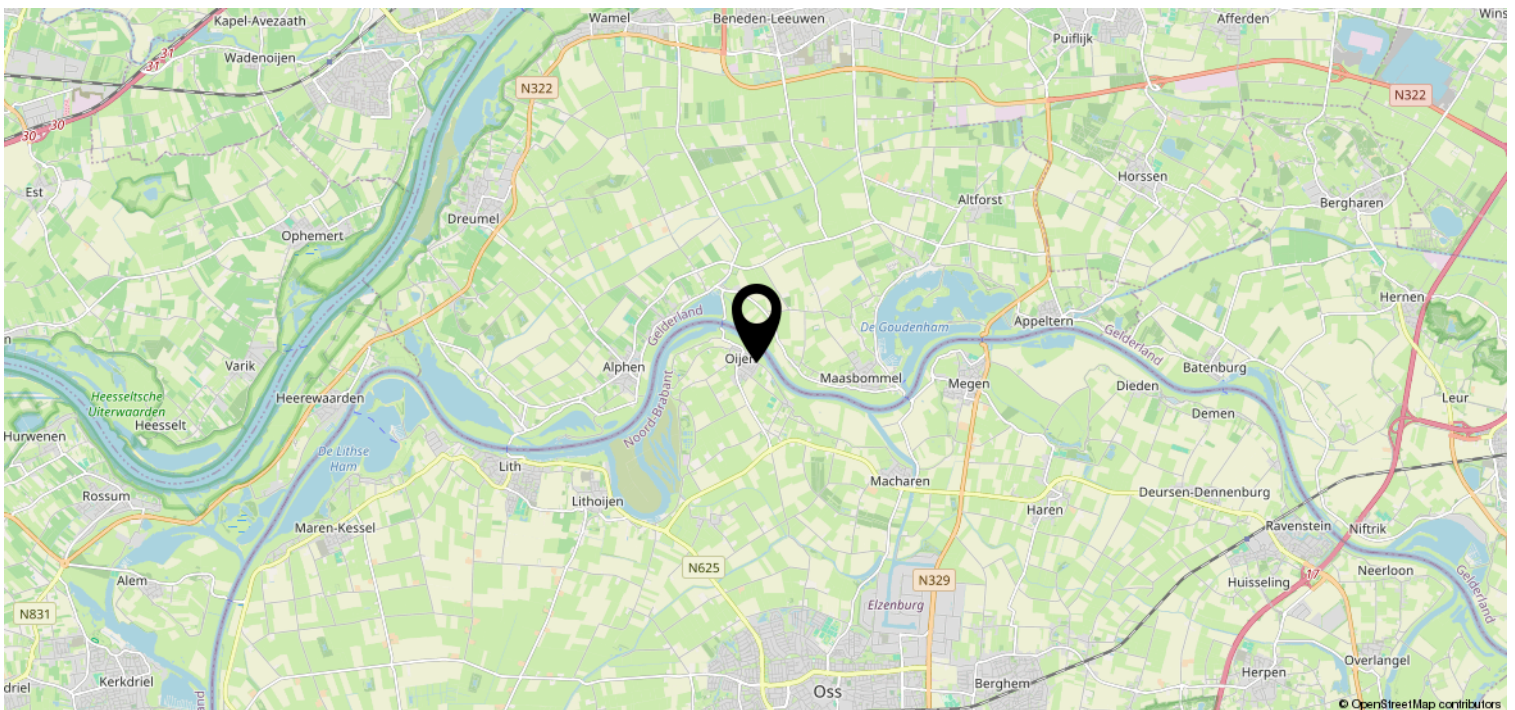 Kapel-Avezaath
Wamel
Beneden-Leeuwen
Afferden
Wins
Puiflijk
Wadenoijen
31
31
N322
N322
30
30
Est
Horssen
Bergharen
Altforst
Dreumel
Ophemert
Hernen
Gelderland
De Goudenham
Appeltern
Gelderland
Varik
Alphen
Oijen
Maasbommel
Megen
Batenburg
Dieden
Demen
Leur
Heesseltsche
Uiterwaarden
Heerewaarden
Heesselt
Hurwenen
Noord-Brabant
De Lithse
Ham
Lith
Macharen
Rossum
Lithoijen
Deursen-Dennenburg
Haren
Maren-Kessel
Ravenstein
Niftrik
N625
N329
17
Alem
Huisseling
Neerloon
Gelderland
N831
Elzenburg
Kerkdriel
driel
Overlangel
Herpen
Berghem
Oss
© OpenStreetMap contributors